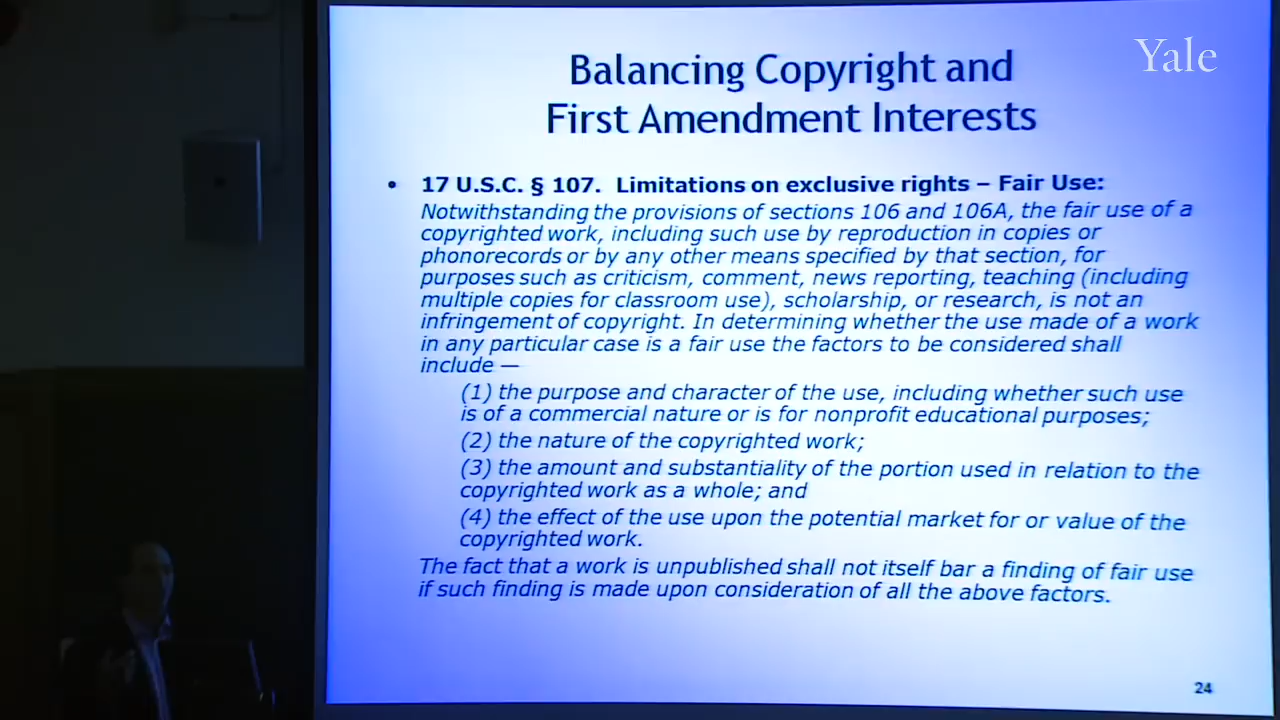 Yale
Balancing Copyright and
First Amendment Interests
• 17 U.S.C. § 107. Limitations on exclusive rights – Fair Use:
Notwithstanding the provisions of sections 106 and 106A, the fair use of a
copyrighted work, including such use by reproduction in copies or
phonorecords or by any other means specified by that section, for
purposes such as criticism, comment, news reporting, teaching (including
multiple copies for classroom use), scholarship, or research, is not an
infringement of copyright. In determining whether the use made of a work
in any particular case is a fair use the factors to be considered shall
include —
(1) the purpose and character of the use, including whether such use
is of a commercial nature or is for nonprofit educational purposes;
(2) the nature of the copyrighted work;
(3) the amount and substantiality of the portion used in relation to the
copyrighted work as a whole; and
(4) the effect of the use upon the potential market for or value of the
copyrighted work.
The fact that a work is unpublished shall not itself bar a finding of fair use
if such finding is made upon consideration of all the above factors.
24